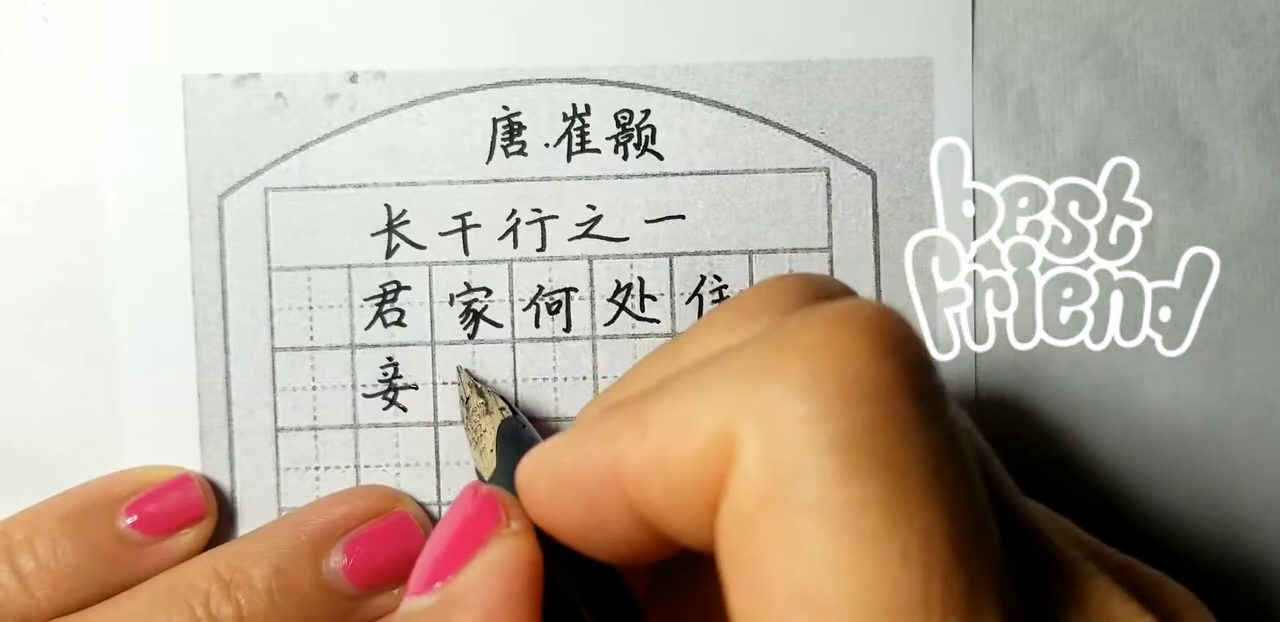 唐.崔颢
长干行之一
君家何处住
妾
best
friend